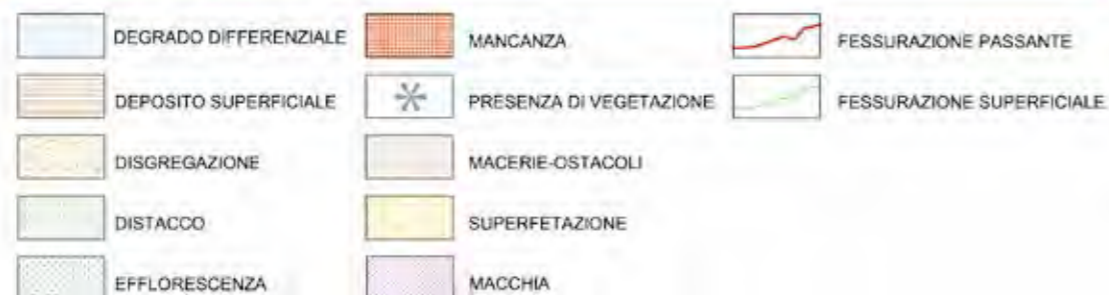 DEGRADO DIFFERENZIALE
DEPOSITO SUPERFICIALE
DISGREGAZIONE
DISTACCO
EFFLORESCENZA
MANCANZA
PRESENZA DI VEGETAZIONE
MACERIE-OSTACOLI
SUPERFETAZIONE
MACCHIA
FESSURAZIONE PASSANTE
FESSURAZIONE SUPERFICIALE